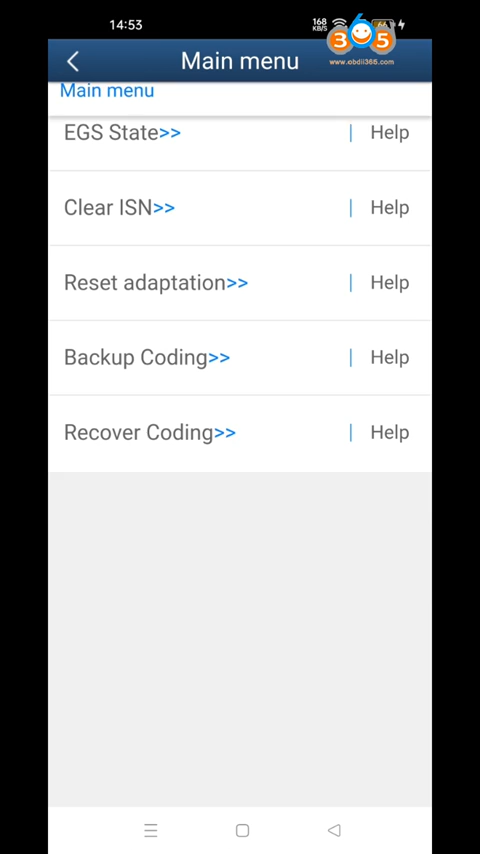 14:53
168
KB/S
66
365
www.obdii365.com
Main menu
Main menu
EGS State>> | Help
Clear ISN>> | Help
Reset adaptation>> | Help
Backup Coding>> | Help
Recover Coding>> | Help